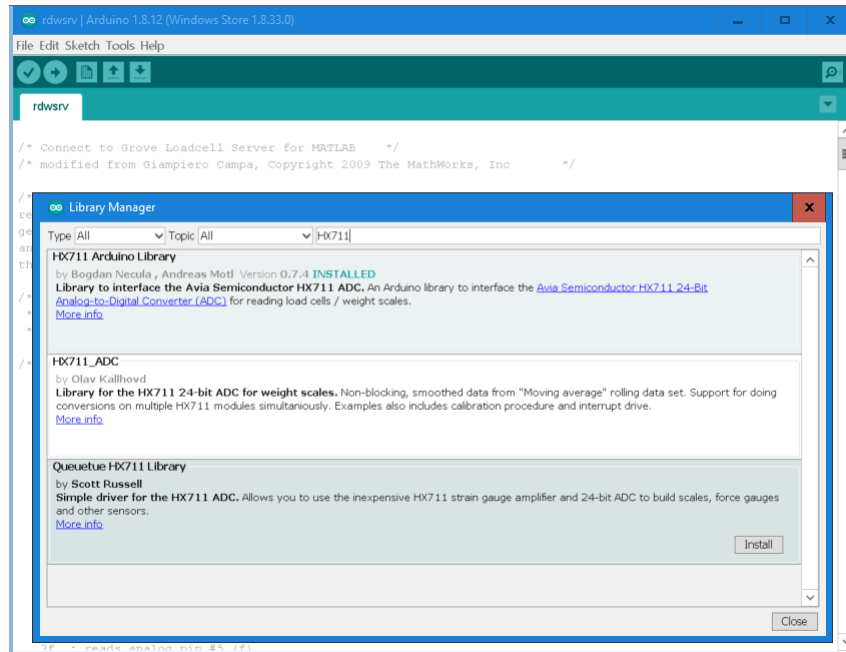 rdwsrv | Arduino 1.8.12 (Windows Store 1.8.33.0)
File Edit Sketch Tools Help
rdwsrv
/* Connect to Grove Loadcell Server for MATLAB */
/* modified from Giampiero Campa, Copyright 2009 The MathWorks, Inc */
/*
re
ge
an
th
/*
*
*
/*
Library Manager
Type All Topic All HX711
HX711 Arduino Library
by Bogdan Necula , Andreas Motl Version 0.7.4 INSTALLED
Library to interface the Avia Semiconductor HX711 ADC. An Arduino library to interface the Avia Semiconductor HX711 24-Bit
Analog-to-Digital Converter (ADC) for reading load cells / weight scales.
More info
HX711_ADC
by Olav Kallhovd
Library for the HX711 24-bit ADC for weight scales. Non-blocking, smoothed data from "Moving average" rolling data set. Support for doing
conversions on multiple HX711 modules simultaniously. Examples also includes calibration procedure and interrupt drive.
More info
Queuetue HX711 Library
by Scott Russell
Simple driver for the HX711 ADC. Allows you to use the inexpensive HX711 strain gauge amplifier and 24-bit ADC to build scales, force gauges
and other sensors.
More info
Install
Close
3f : reads analog pin #5 (f)